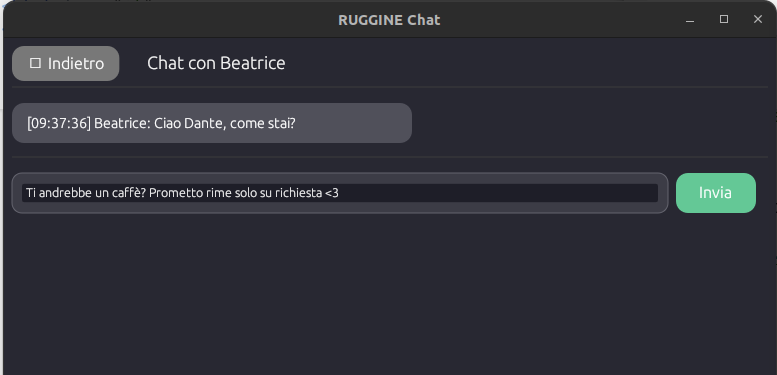 RUGGINE Chat
Indietro
Chat con Beatrice
[09:37:36] Beatrice: Ciao Dante, come stai?
Ti andrebbe un caffè? Prometto rime solo su richiesta <3
Invia